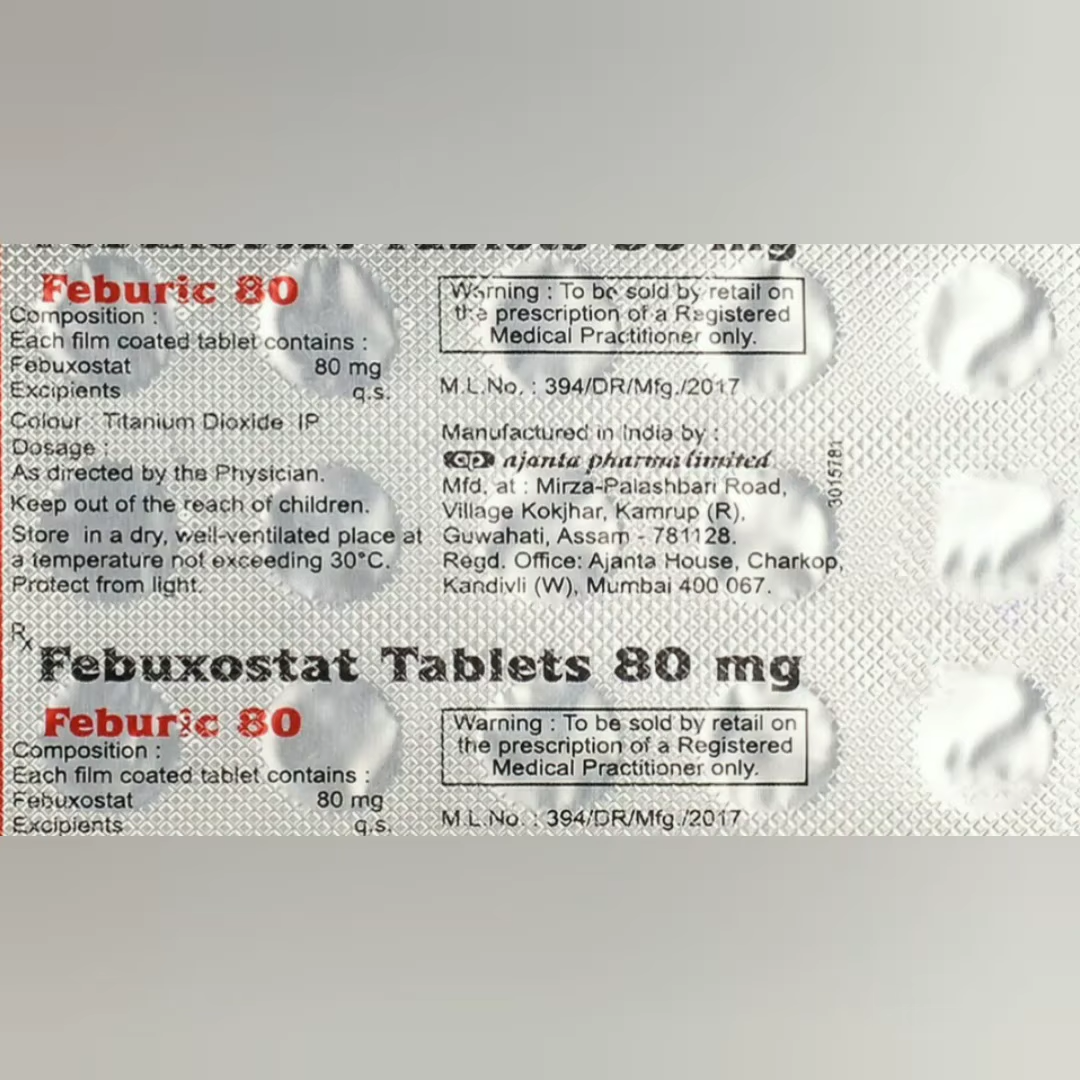 Tablets 80 mg
Feburic 80
Composition :
Each film coated tablet contains :
Febuxostat 80 mg
Excipients q.s.
Colour : Titanium Dioxide IP
Dosage :
As directed by the Physician.
Keep out of the reach of children.
Store in a dry, well-ventilated place at
a temperature not exceeding 30°C.
Protect from light.
Warning : To be sold by retail on
the prescription of a Registered
Medical Practitioner only.
M.L.No. : 394/DR/Mfg./2017
Manufactured in India by :
ajanta pharma limited
Mfd. at : Mirza-Palashbari Road,
Village Kokjhar, Kamrup (R),
Guwahati, Assam - 781128.
Regd. Office: Ajanta House, Charkop,
Kandivli (W), Mumbai 400 067.
3015781
Rx
Febuxostat Tablets 80 mg
Feburic 80
Composition :
Each film coated tablet contains :
Febuxostat 80 mg
Excipients q.s.
Warning : To be sold by retail on
the prescription of a Registered
Medical Practitioner only.
M.L.No. : 394/DR/Mfg./2017